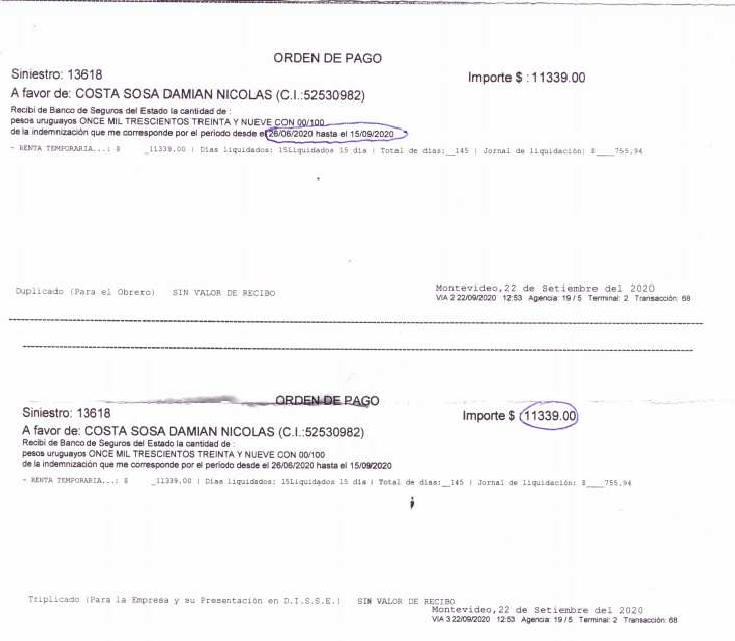 ORDEN DE PAGO
Siniestro: 13618
Importe $ : 11339.00
A favor de: COSTA SOSA DAMIAN NICOLAS (C.I.:52530982)
Recibi de Banco de Seguros del Estado la cantidad de :
pesos uruguayos ONCE MIL TRESCIENTOS TREINTA Y NUEVE CON 00/100
de la indemnización que me corresponde por el periodo desde el 26/06/2020 hasta el 15/09/2020
- RENTA TEMPORARIA...: $ _11339.00 | Dias liquidados: 15Liquidados 15 dia | Total de dias:__145 | Jornal de liquidación: $____755.94
Duplicado (Para el Obrero) SIN VALOR DE RECIBO
Montevideo,22 de Setiembre del 2020
VIA 2 22/09/2020 12:53 Agencia: 19 / 5 Terminal: 2 Transacción: 68
ORDEN DE PAGO
Siniestro: 13618
Importe $ : 11339.00
A favor de: COSTA SOSA DAMIAN NICOLAS (C.I.:52530982)
Recibi de Banco de Seguros del Estado la cantidad de :
pesos uruguayos ONCE MIL TRESCIENTOS TREINTA Y NUEVE CON 00/100
de la indemnización que me corresponde por el periodo desde el 26/06/2020 hasta el 15/09/2020
- RENTA TEMPORARIA...: $ _11339.00 | Dias liquidados: 15Liquidados 15 dia | Total de dias:__145 | Jornal de liquidación: $____755.94
Triplicado (Para la Empresa y su Presentación en D.I.S.S.E.) SIN VALOR DE RECIBO
Montevideo,22 de Setiembre del 2020
VIA 3 22/09/2020 12:53 Agencia: 19 / 5 Terminal: 2 Transacción: 68